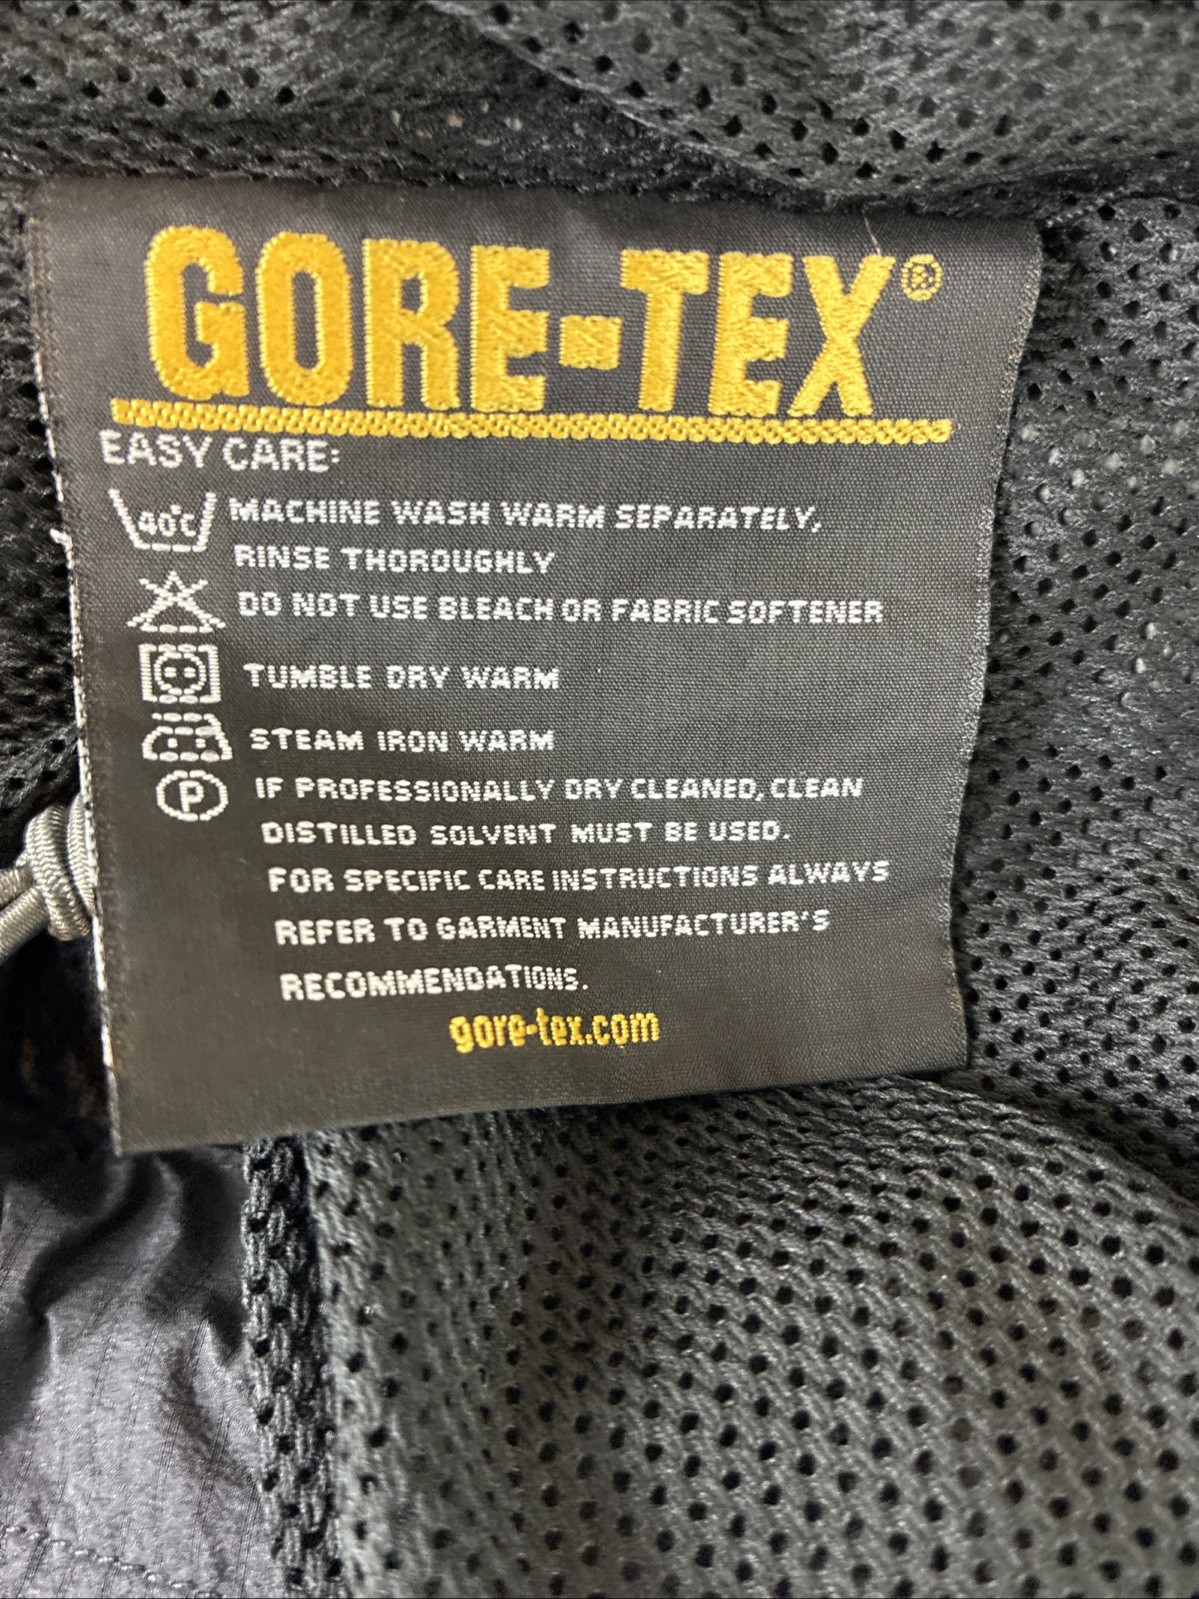 GORE-TEX®
EASY CARE:
40°C MACHINE WASH WARM SEPARATELY,
RINSE THOROUGHLY
DO NOT USE BLEACH OR FABRIC SOFTENER
TUMBLE DRY WARM
STEAM IRON WARM
P IF PROFESSIONALLY DRY CLEANED, CLEAN
DISTILLED SOLVENT MUST BE USED.
FOR SPECIFIC CARE INSTRUCTIONS ALWAYS
REFER TO GARMENT MANUFACTURER'S
RECOMMENDATIONS.
gore-tex.com